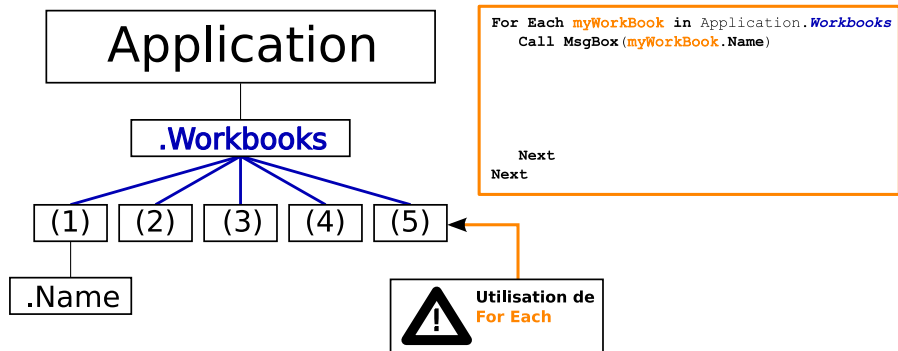 Application
.Workbooks
(1) (2) (3) (4) (5)
.Name
!
Utilisation de
For Each
For Each myWorkBook in Application.Workbooks
Call MsgBox(myWorkBook.Name)
Next
Next